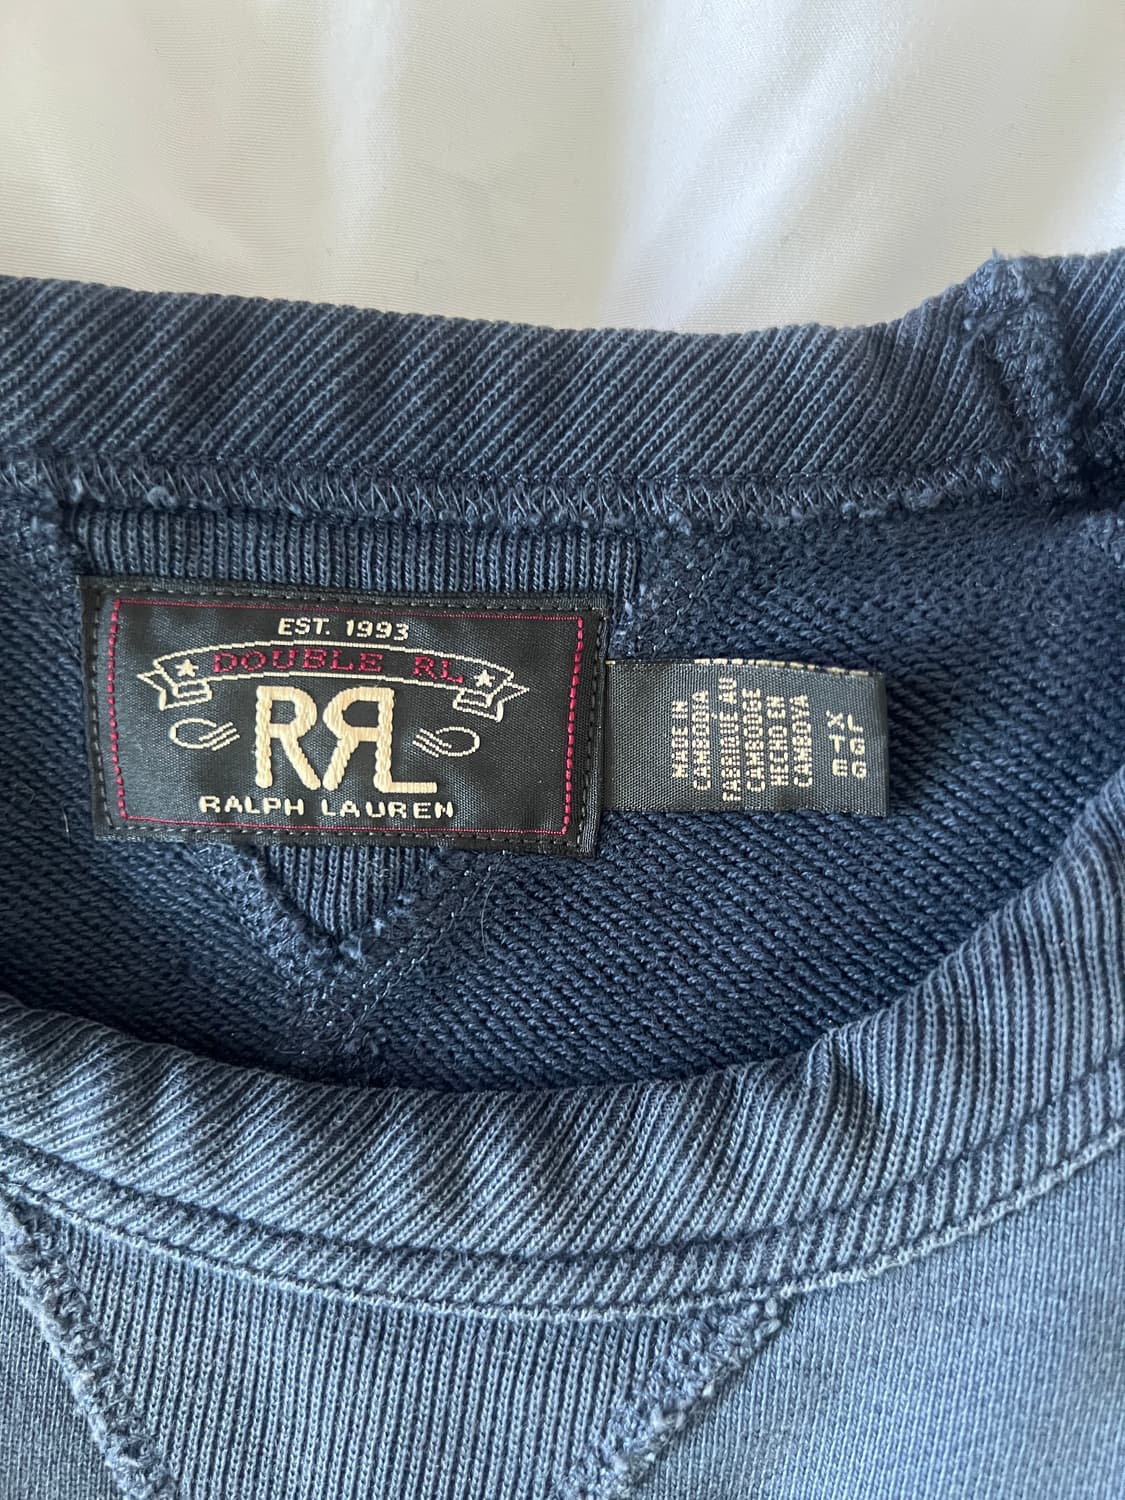 EST. 1993
DOUBLE RL
RRL
RALPH LAUREN
MADE IN
CAMBODIA
FABRIQUÉ AU
CAMBODGE
HECHO EN
CAMBOYA
XL
TG
EG